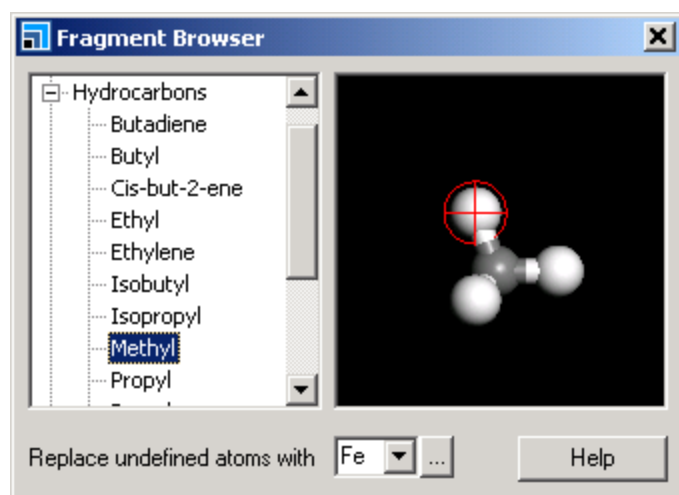 Fragment Browser
Hydrocarbons
Butadiene
Butyl
Cis-but-2-ene
Ethyl
Ethylene
Isobutyl
Isopropyl
Methyl
Propyl
Replace undefined atoms with Fe ... Help